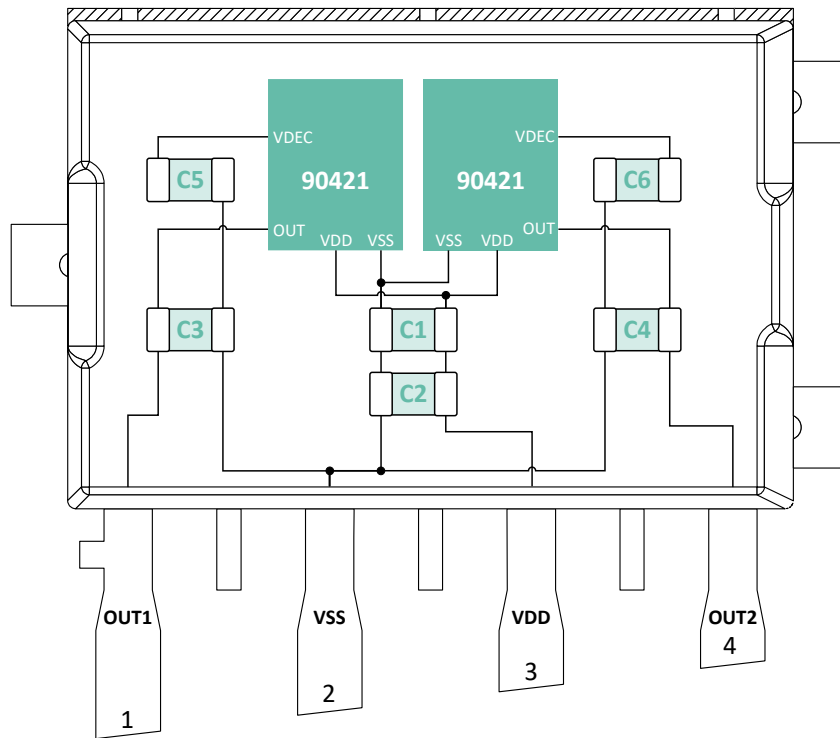 VDEC
VDEC
C5
90421
90421
C6
OUT
VDD
VSS
VSS
VDD
OUT
C3
C1
C4
C2
OUT1
VSS
VDD
OUT2
1
2
3
4